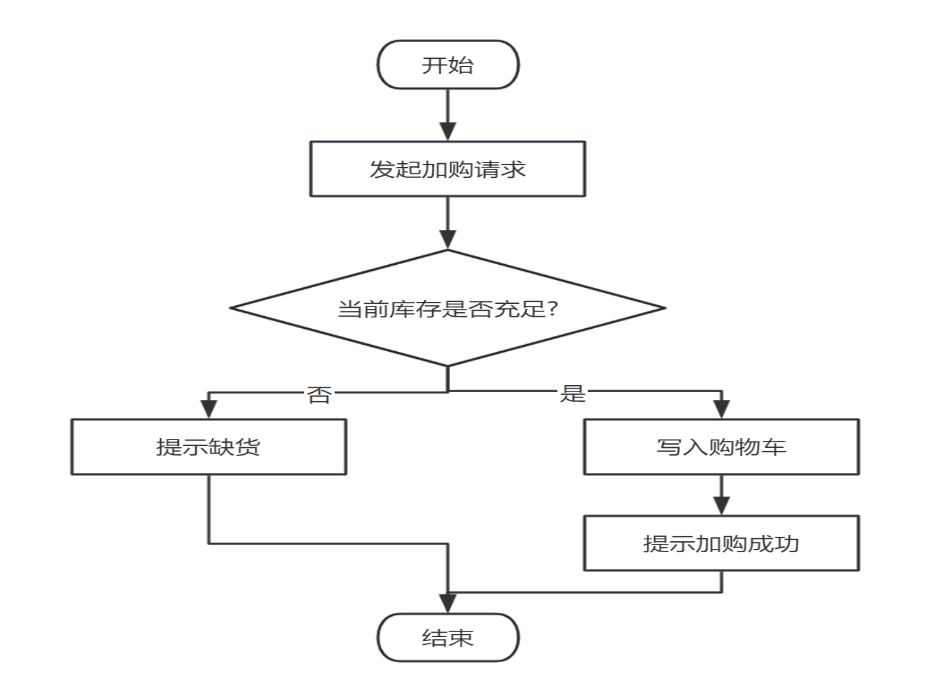 开始
发起加购请求
当前库存是否充足?
否
是
提示缺货
写入购物车
提示加购成功
结束